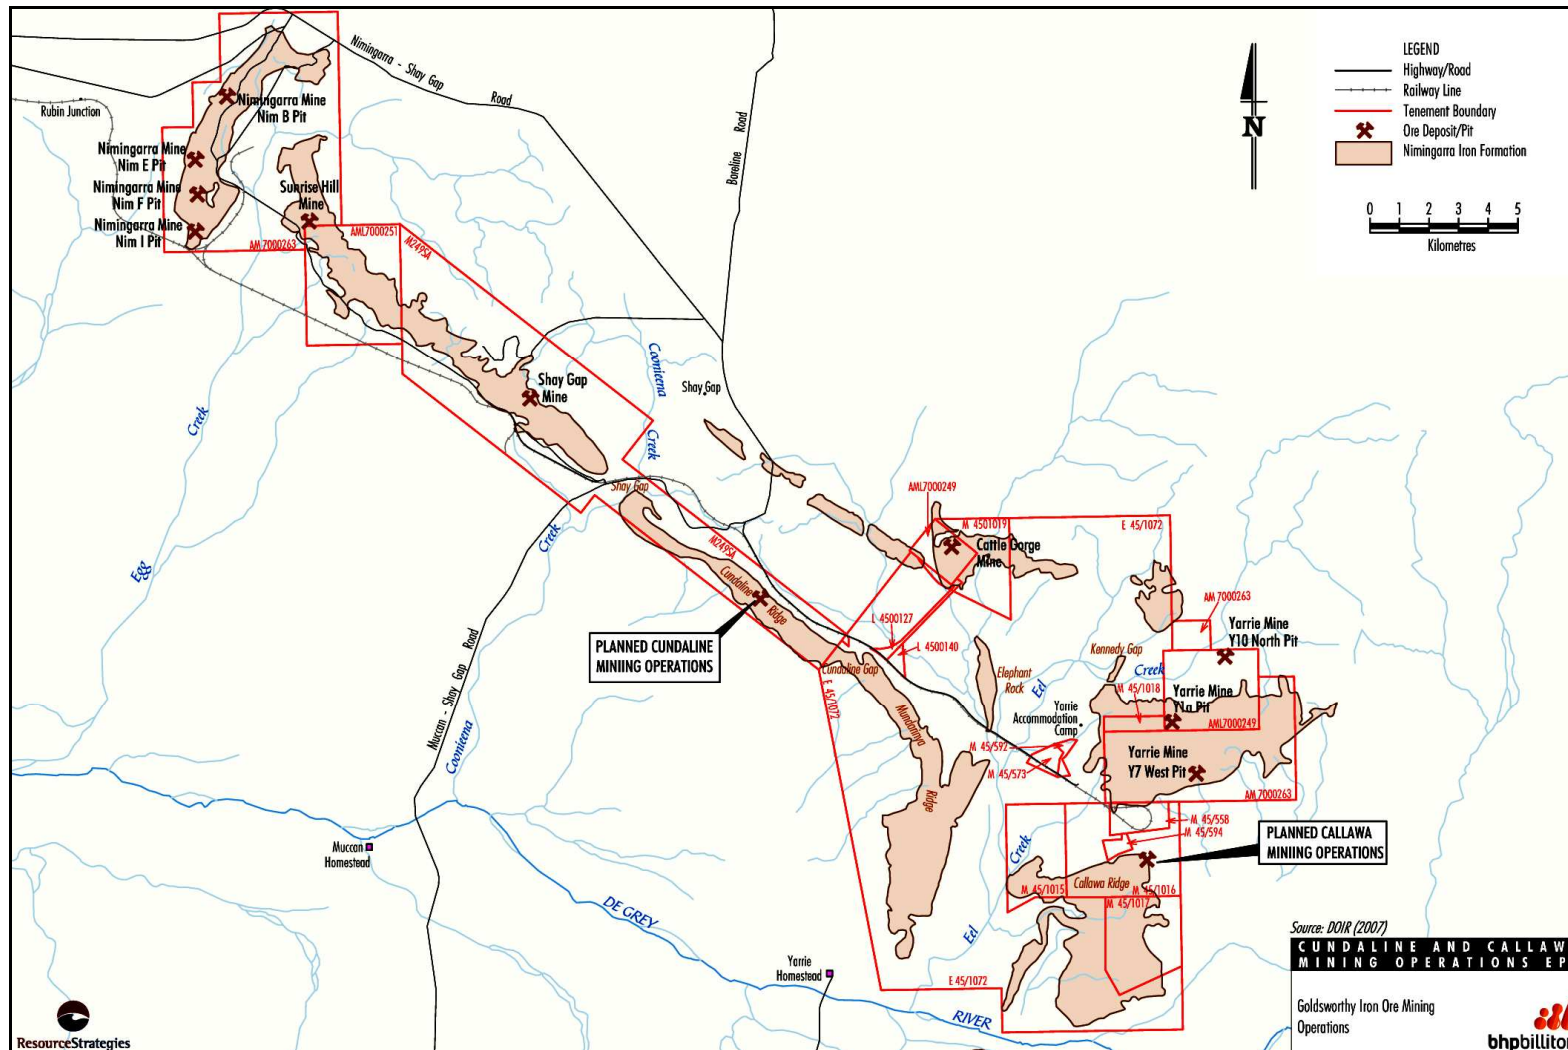 Nimingarra - Shay Gap Road
Bareline Road
LEGEND
Highway/Road
Railway Line
Tenement Boundary
Ore Deposit/Pit
Nimingarra Iron Formation
N
0 1 2 3 4 5
Kilometres
Rubin Junction
Nimingarra Mine
Nim B Pit
Nimingarra Mine
Nim E Pit
Nimingarra Mine
Nim F Pit
Nimingarra Mine
Nim I Pit
Sunrise Hill
Mine
AM 7000263
AML7000251
M249SA
Coonieena
Creek
Shay Gap
Shay Gap
Mine
Egg
Creek
Shay Gap
Creek
Coonieena
Muccan - Shay Gap Road
M249SA
Cundaline
Ridge
PLANNED CUNDALINE
MINIING OPERATIONS
AML7000249
M 4501019
E 45/1072
Cattle Gorge
Mine
L 4500127
L 4500140
Cundaline Gap
E 45/1072
Mundarinya
Ridge
Elephant
Rock
Eel
Creek
Kennedy Gap
AM 7000263
Yarrie Mine
Y10 North Pit
M 45/1018
Yarrie Mine
Y1a Pit
AML7000249
Yarrie
Accommodation
Camp
M 45/592
M 45/573
Yarrie Mine
Y7 West Pit
AM 7000263
M 45/558
M 45/594
PLANNED CALLAWA
MINIING OPERATIONS
Creek
Eel
M 45/1015
Callawa Ridge
M 45/1016
M 45/1017
Muccan
Homestead
DE GREY
RIVER
Yarrie
Homestead
E 45/1072
Source: DOIR (2007)
CUNDALINE AND CALLAW
MINING OPERATIONS EP
Goldsworthy Iron Ore Mining
Operations
ResourceStrategies
bhpbillito